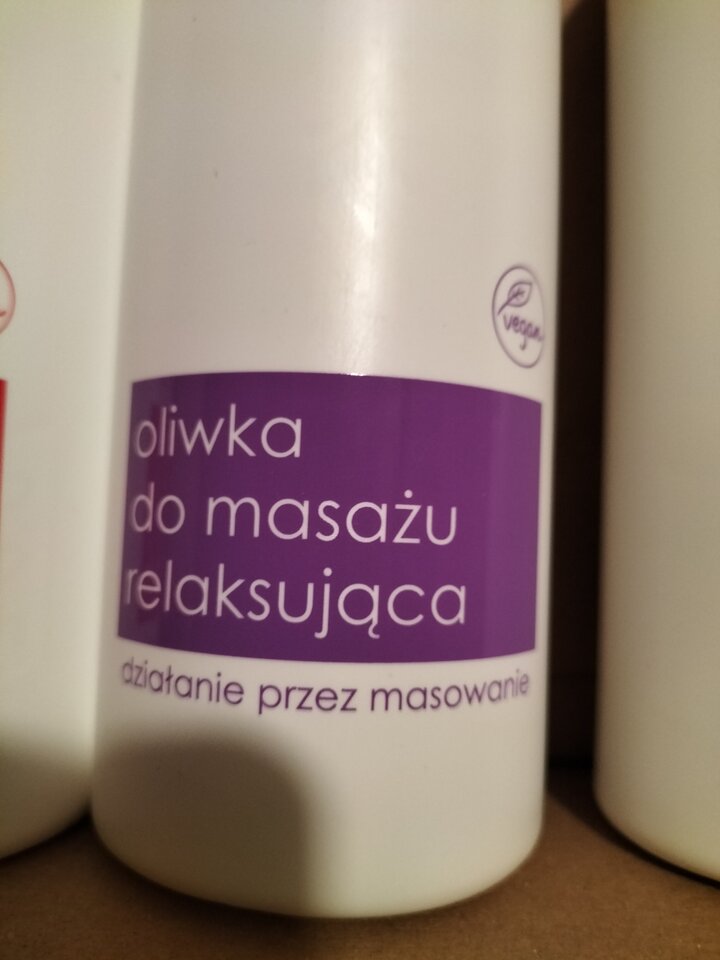 vegan
oliwka
do masażu
relaksująca
działanie przez masowanie